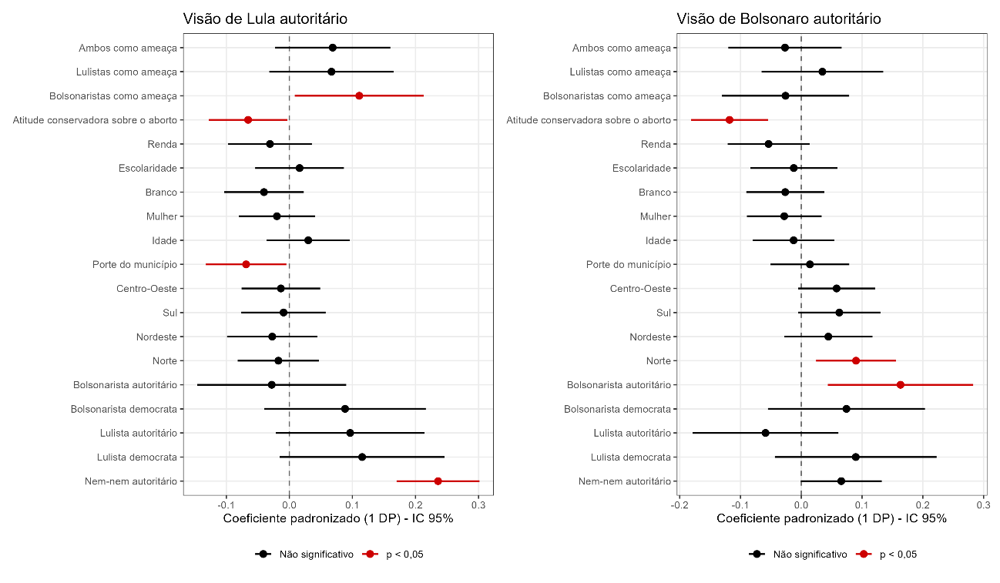 Visão de Lula autoritário
Ambos como ameaça
Lulistas como ameaça
Bolsonaristas como ameaça
Atitude conservadora sobre o aborto
Renda
Escolaridade
Branco
Mulher
Idade
Porte do município
Centro-Oeste
Sul
Nordeste
Norte
Bolsonarista autoritário
Bolsonarista democrata
Lulista autoritário
Lulista democrata
Nem-nem autoritário
-0.1 0.0 0.1 0.2 0.3
Coeficiente padronizado (1 DP) - IC 95%
Não significativo p < 0,05
Visão de Bolsonaro autoritário
Ambos como ameaça
Lulistas como ameaça
Bolsonaristas como ameaça
Atitude conservadora sobre o aborto
Renda
Escolaridade
Branco
Mulher
Idade
Porte do município
Centro-Oeste
Sul
Nordeste
Norte
Bolsonarista autoritário
Bolsonarista democrata
Lulista autoritário
Lulista democrata
Nem-nem autoritário
-0.2 -0.1 0.0 0.1 0.2 0.3
Coeficiente padronizado (1 DP) - IC 95%
Não significativo p < 0,05